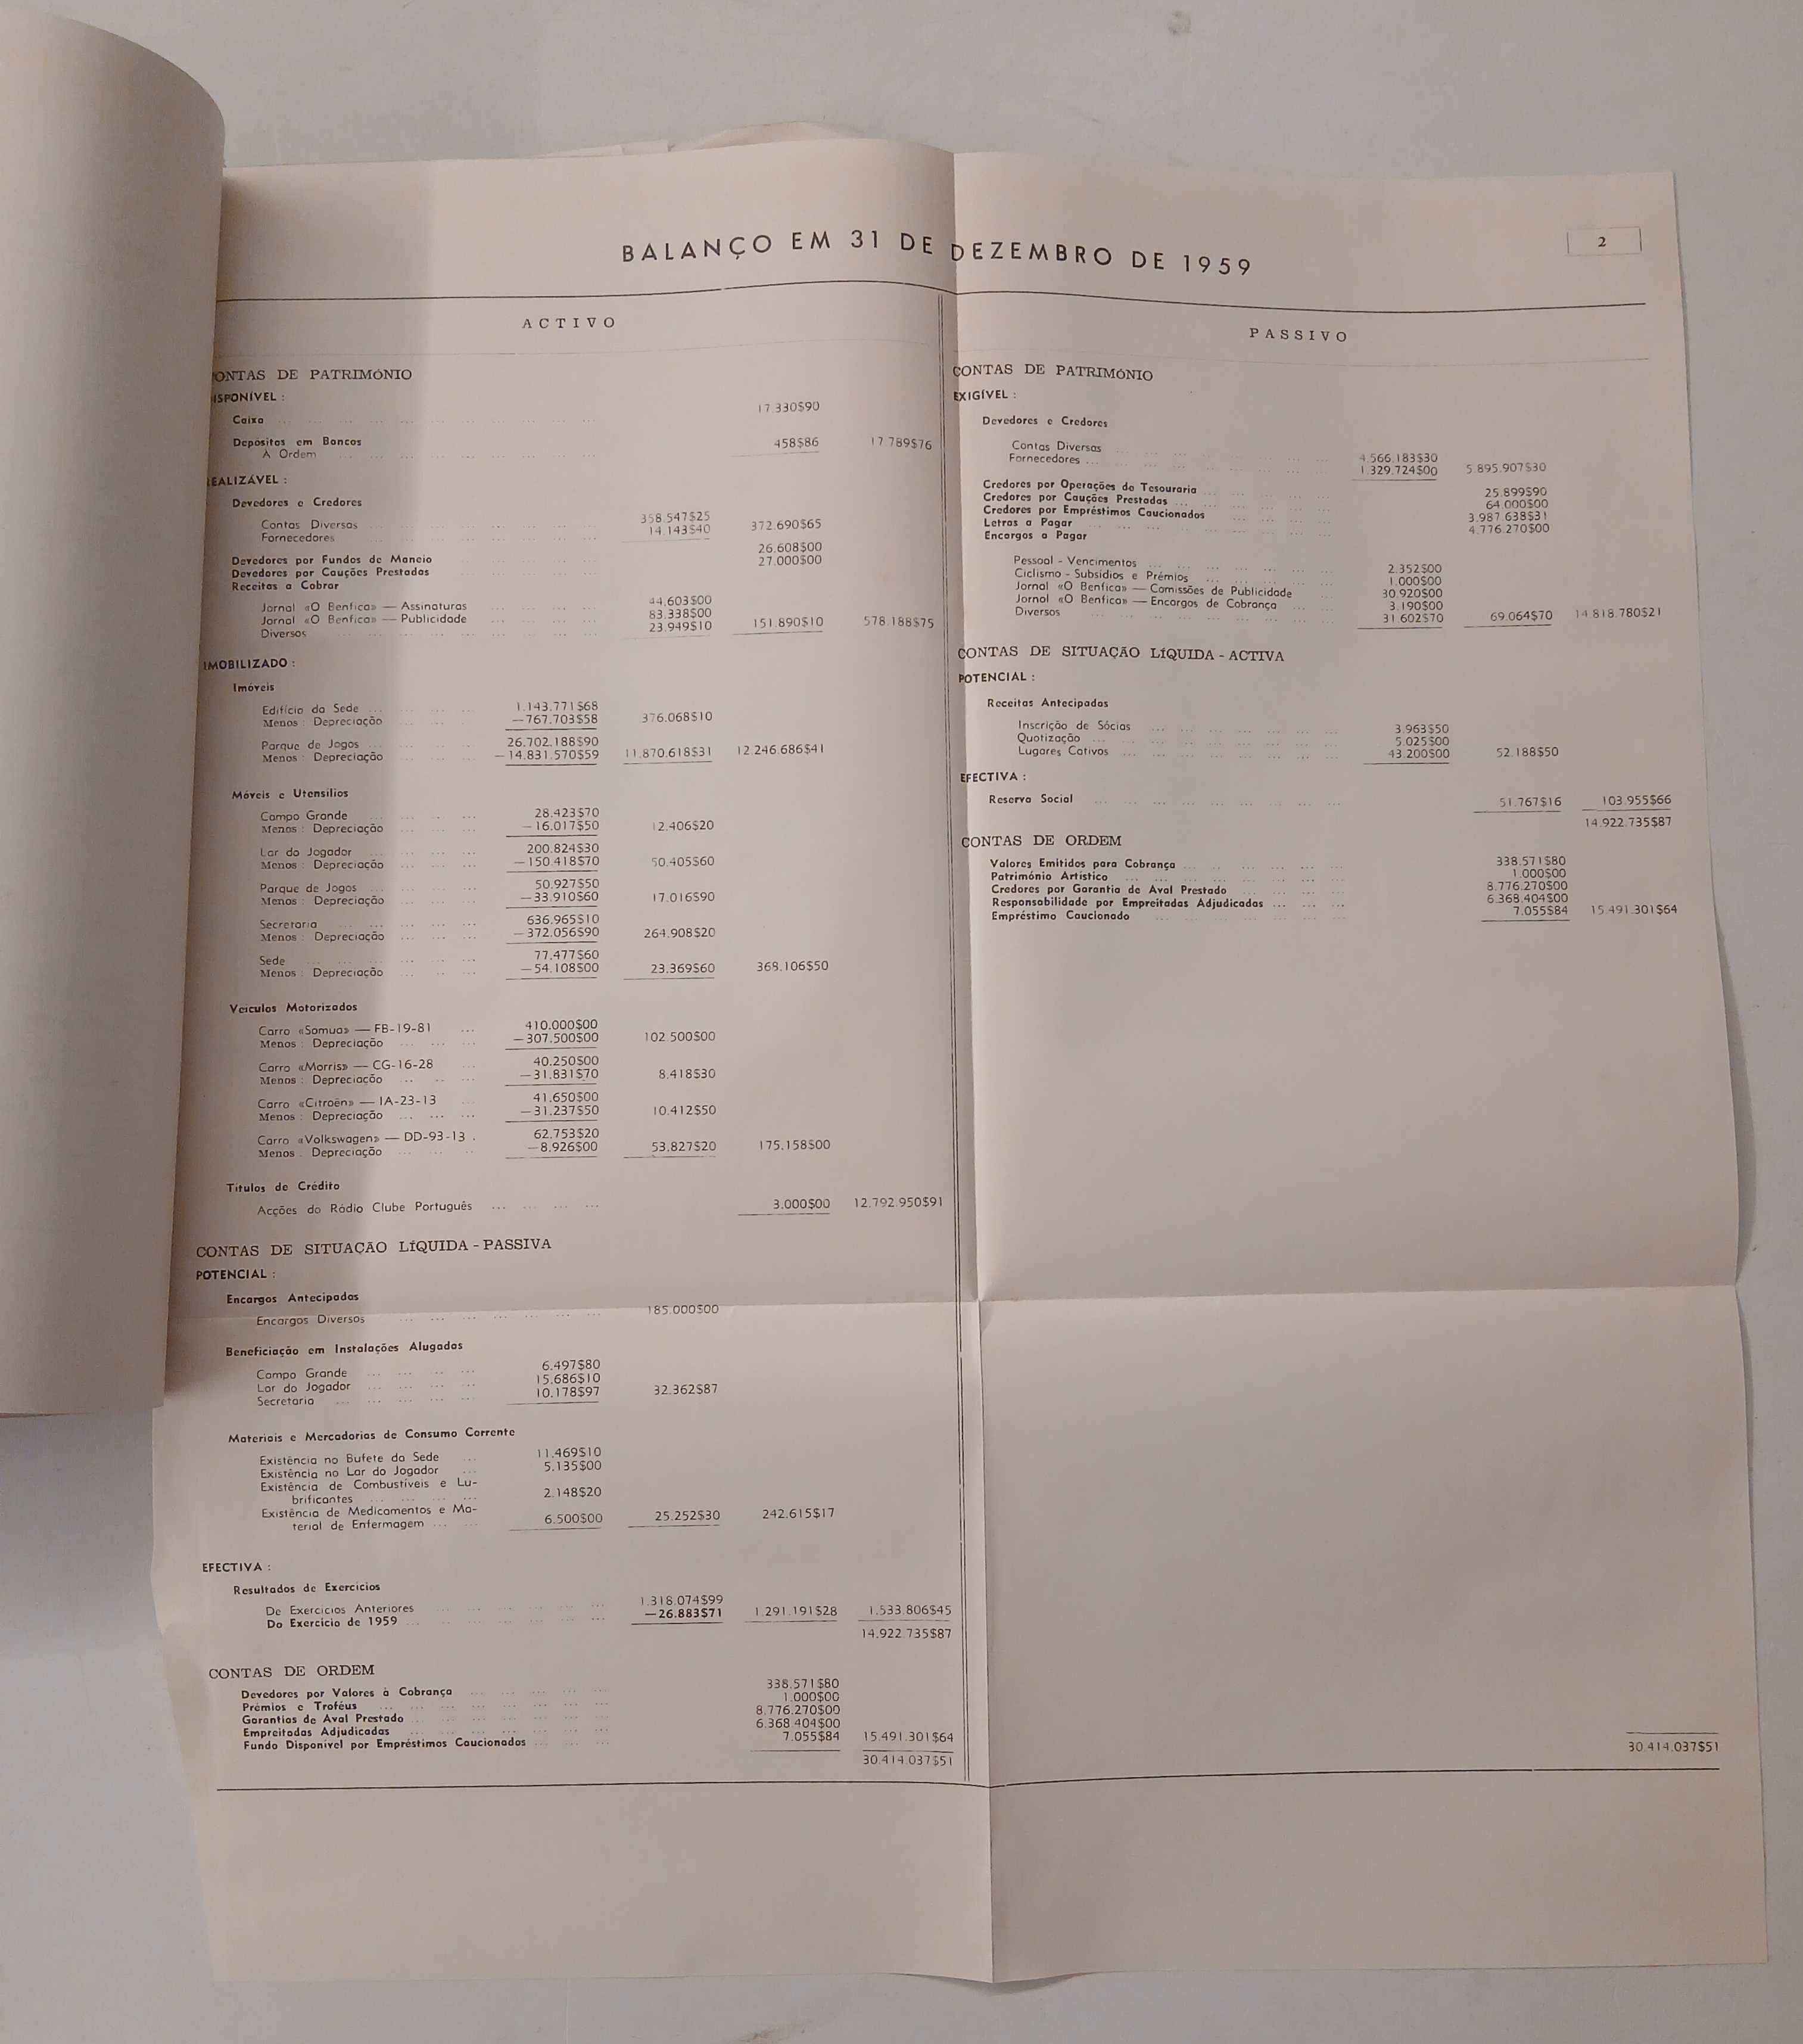 BALANÇO EM 31 DE DEZEMBRO DE 1959
2
ACTIVO
ONTAS DE PATRIMÓNIO
ISPONÍVEL :
Caixa ... 17.330$90
Depósitos em Bancos
À Ordem ... 458$86 17.789$76
EALIZÁVEL :
Devedores e Credores
Contas Diversas ... 358.547$25
Fornecedores ... 14.143$40 372.690$65
Devedores por Fundos de Maneio ... 26.608$00
Devedores por Cauções Prestadas ... 27.000$00
Receitas a Cobrar
Jornal «O Benfica» — Assinaturas ... 44.603$00
Jornal «O Benfica» — Publicidade ... 83.338$00
Diversos ... 23.949$10 151.890$10 578.188$75
IMOBILIZADO :
Imóveis
Edifício da Sede ... 1.143.771$68
Menos : Depreciação ... —767.703$58 376.068$10
Parque de Jogos ... 26.702.188$90
Menos : Depreciação ... —14.831.570$59 11.870.618$31 12.246.686$41
Móveis e Utensílios
Campo Grande ... 28.423$70
Menos : Depreciação ... —16.017$50 12.406$20
Lar do Jogador ... 200.824$30
Menos : Depreciação ... —150.418$70 50.405$60
Parque de Jogos ... 50.927$50
Menos : Depreciação ... —33.910$60 17.016$90
Secretaria ... 636.965$10
Menos : Depreciação ... —372.056$90 264.908$20
Sede ... 77.477$60
Menos : Depreciação ... —54.108$00 23.369$60 368.106$50
Veículos Motorizados
Carro «Somua» — FB-19-81 ... 410.000$00
Menos : Depreciação ... —307.500$00 102.500$00
Carro «Morris» — CG-16-28 ... 40.250$00
Menos : Depreciação ... —31.831$70 8.418$30
Carro «Citroën» — IA-23-13 ... 41.650$00
Menos : Depreciação ... —31.237$50 10.412$50
Carro «Volkswagen» — DD-93-13 . 62.753$20
Menos : Depreciação ... —8.926$00 53.827$20 175.158$00
Títulos de Crédito
Acções do Rádio Clube Português ... 3.000$00 12.792.950$91
CONTAS DE SITUAÇÃO LÍQUIDA - PASSIVA
POTENCIAL :
Encargos Antecipados
Encargos Diversos ... 185.000$00
Beneficiação em Instalações Alugadas
Campo Grande ... 6.497$80
Lar do Jogador ... 15.686$10
Secretaria ... 10.178$97 32.362$87
Materiais e Mercadorias de Consumo Corrente
Existência no Bufete da Sede ... 11.469$10
Existência no Lar do Jogador ... 5.135$00
Existência de Combustíveis e Lu-
brificantes ... 2.148$20
Existência de Medicamentos e Ma-
terial de Enfermagem ... 6.500$00 25.252$30 242.615$17
EFECTIVA :
Resultados de Exercícios
De Exercícios Anteriores ... 1.318.074$99
Do Exercício de 1959 ... —26.883$71 1.291.191$28 1.533.806$45
14.922.735$87
CONTAS DE ORDEM
Devedores por Valores à Cobrança ... 338.571$80
Prémios e Troféus ... 1.000$00
Garantias de Aval Prestado ... 8.776.270$00
Empreitadas Adjudicadas ... 6.368.404$00
Fundo Disponível por Empréstimos Caucionados ... 7.055$84 15.491.301$64
30.414.037$51
PASSIVO
CONTAS DE PATRIMÓNIO
EXIGÍVEL :
Devedores e Credores
Contas Diversas ... 4.566.183$30
Fornecedores ... 1.329.724$00 5.895.907$30
Credores por Operações de Tesouraria ... 25.899$90
Credores por Cauções Prestadas ... 64.000$00
Credores por Empréstimos Caucionados ... 3.987.638$31
Letras a Pagar ... 4.776.270$00
Encargos a Pagar
Pessoal - Vencimentos ... 2.352$00
Ciclismo - Subsídios e Prémios ... 1.000$00
Jornal «O Benfica» — Comissões de Publicidade 30.920$00
Jornal «O Benfica» — Encargos de Cobrança ... 3.190$00
Diversos ... 31.602$70 69.064$70 14.818.780$21
CONTAS DE SITUAÇÃO LÍQUIDA - ACTIVA
POTENCIAL :
Receitas Antecipadas
Inscrição de Sócios ... 3.963$50
Quotização ... 5.025$00
Lugares Cativos ... 43.200$00 52.188$50
EFECTIVA :
Reserva Social ... 51.767$16 103.955$66
14.922.735$87
CONTAS DE ORDEM
Valores Emitidos para Cobrança ... 338.571$80
Património Artístico ... 1.000$00
Credores por Garantia de Aval Prestado ... 8.776.270$00
Responsabilidade por Empreitadas Adjudicadas ... 6.368.404$00
Empréstimo Caucionado ... 7.055$84 15.491.301$64
30.414.037$51